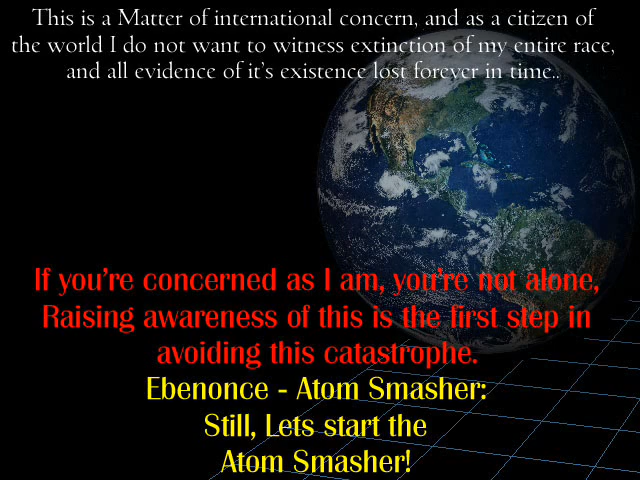 This is a Matter of international concern, and as a citizen of
the world I do not want to witness extinction of my entire race,
and all evidence of it's existence lost forever in time..
If you're concerned as I am, you're not alone,
Raising awareness of this is the first step in
avoiding this catastrophe.
Ebenonce - Atom Smasher:
Still, Lets start the
Atom Smasher!